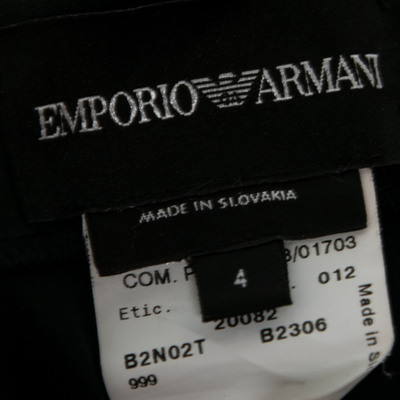 EMPORIO ARMANI
MADE IN SLOVAKIA
4
/01703
COM. 012
Etic.
20082
B2N02T B2306
999
Made in